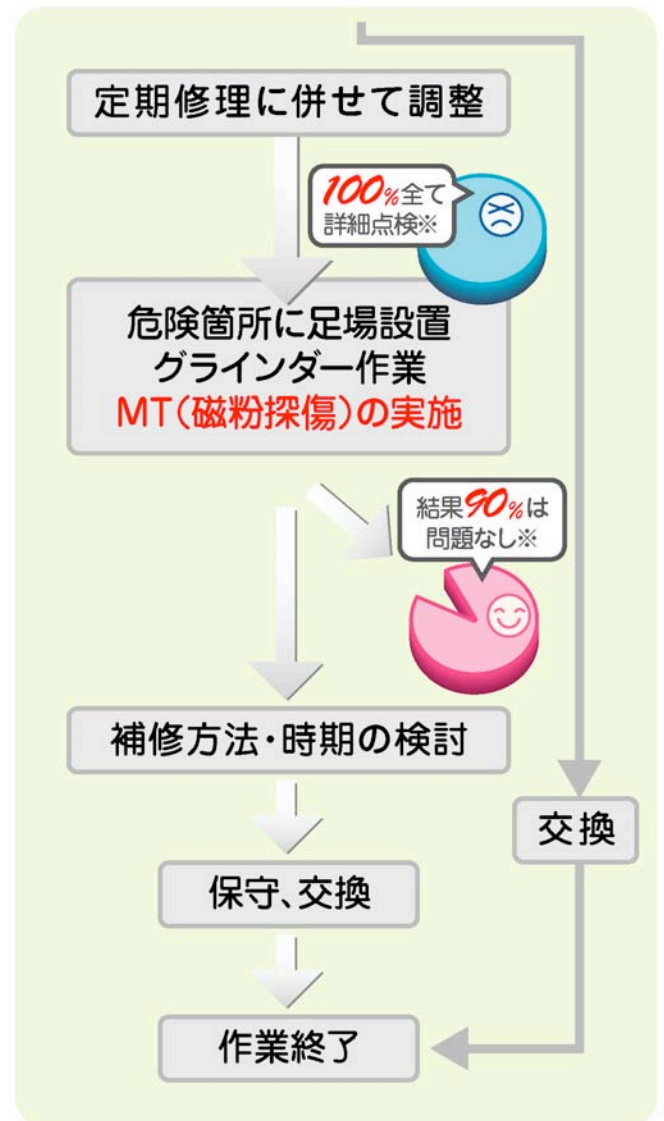 定期修理に併せて調整
100%全て
詳細点検※
危険箇所に足場設置
グラインダー作業
MT(磁粉探傷)の実施
結果90%は
問題なし※
補修方法・時期の検討
交換
保守、交換
作業終了